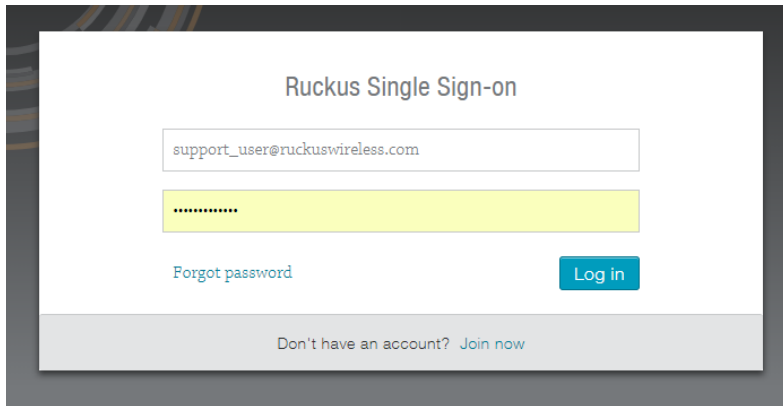 Ruckus Single Sign-on
support_user@ruckuswireless.com
•••••••••••••
Forgot password
Log in
Don't have an account? Join now